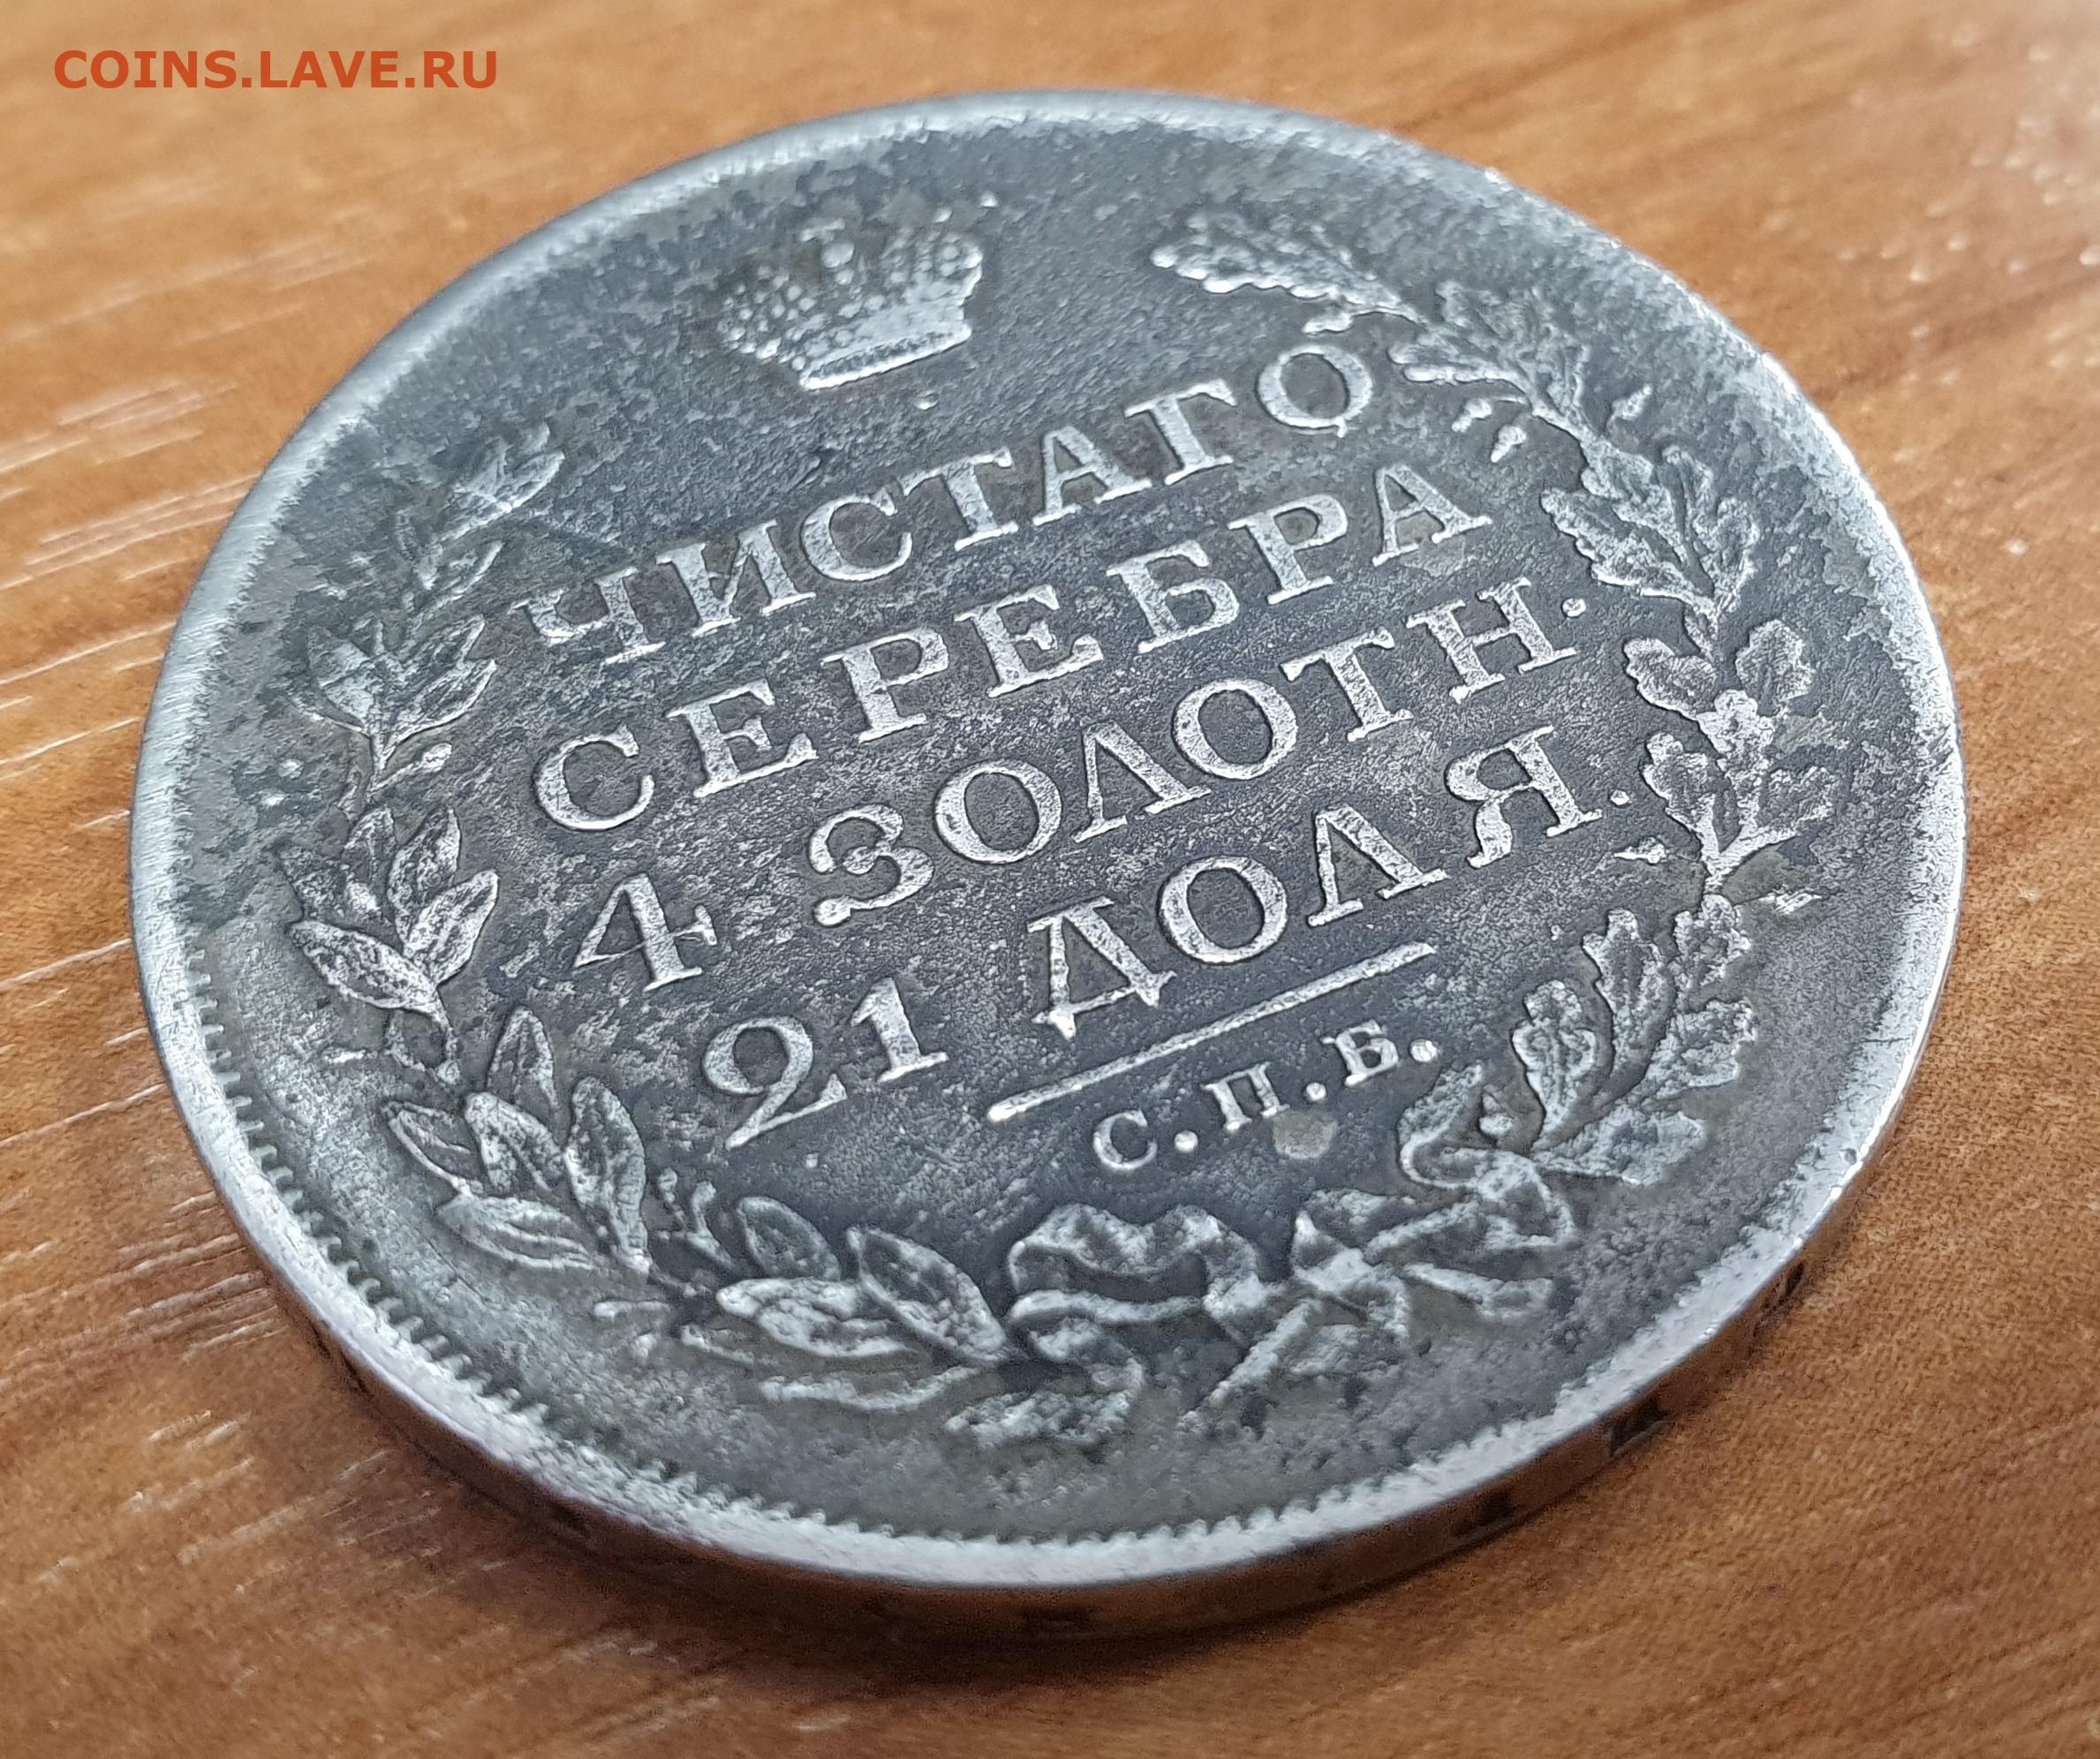 COINS.LAVE.RU
ЧИСТАГО
СЕРЕБРА
4 ЗОЛОТН.
21 ДОЛЯ.
С.П.Б.